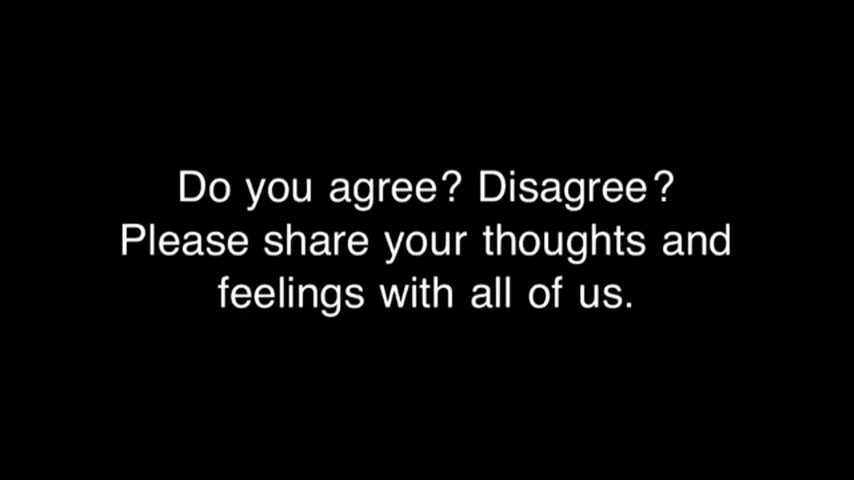 Do you agree? Disagree?
Please share your thoughts and
feelings with all of us.